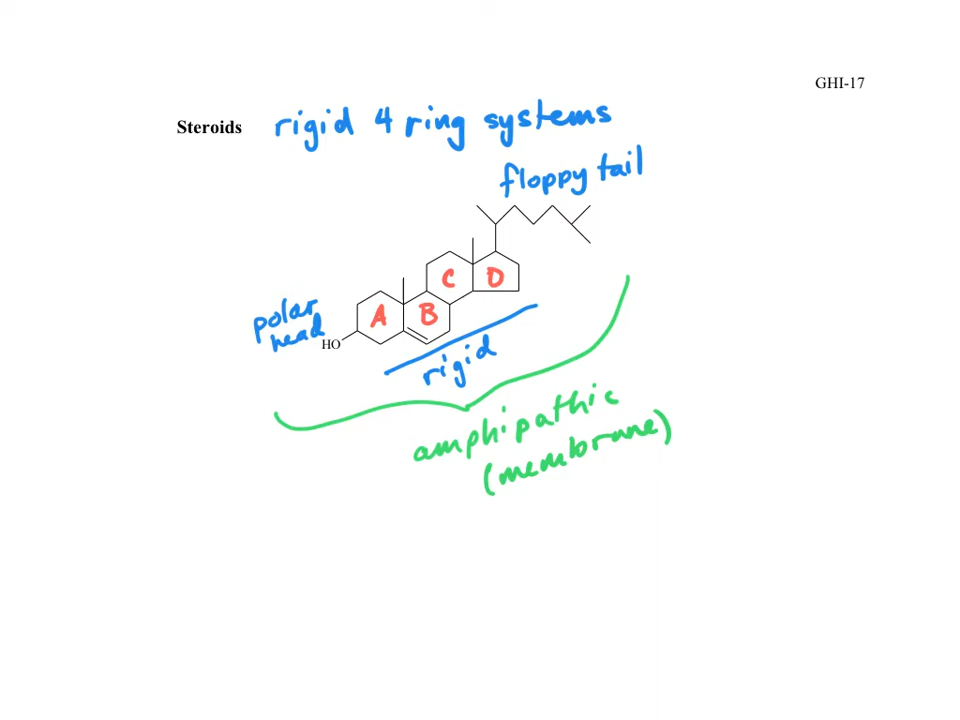 GHI-17
Steroids rigid 4 ring systems
floppy tail
C D
A B
polar
head
HO
rigid
amphipathic
(membrane)